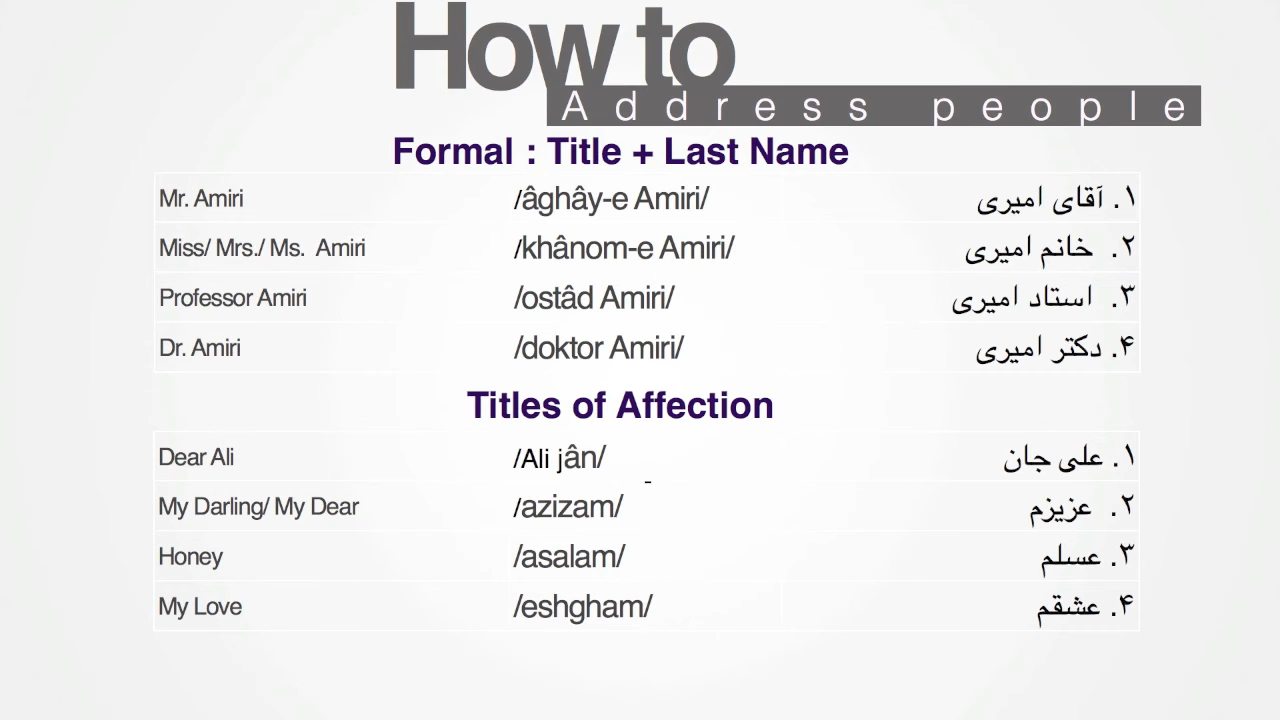 How to
Address people
Formal : Title + Last Name
Mr. Amiri /âghây-e Amiri/ ۱. آقای امیری
Miss/ Mrs./ Ms. Amiri /khânom-e Amiri/ ۲. خانم امیری
Professor Amiri /ostâd Amiri/ ۳. استاد امیری
Dr. Amiri /doktor Amiri/ ۴. دکتر امیری
Titles of Affection
Dear Ali /Ali jân/ ۱. علی جان
My Darling/ My Dear /azizam/ ۲. عزیزم
Honey /asalam/ ۳. عسلم
My Love /eshgham/ ۴. عشقم